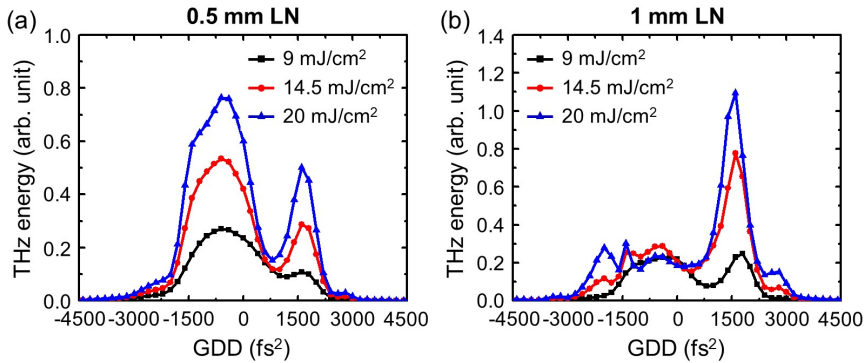 (a)
0.5 mm LN
THz energy (arb. unit)
1.0
0.8
0.6
0.4
0.2
0.0
9 mJ/cm²
14.5 mJ/cm²
20 mJ/cm²
-4500 -3000 -1500 0 1500 3000 4500
GDD (fs²)
(b)
1 mm LN
THz energy (arb. unit)
1.4
1.2
1.0
0.8
0.6
0.4
0.2
0.0
9 mJ/cm²
14.5 mJ/cm²
20 mJ/cm²
-4500 -3000 -1500 0 1500 3000 4500
GDD (fs²)